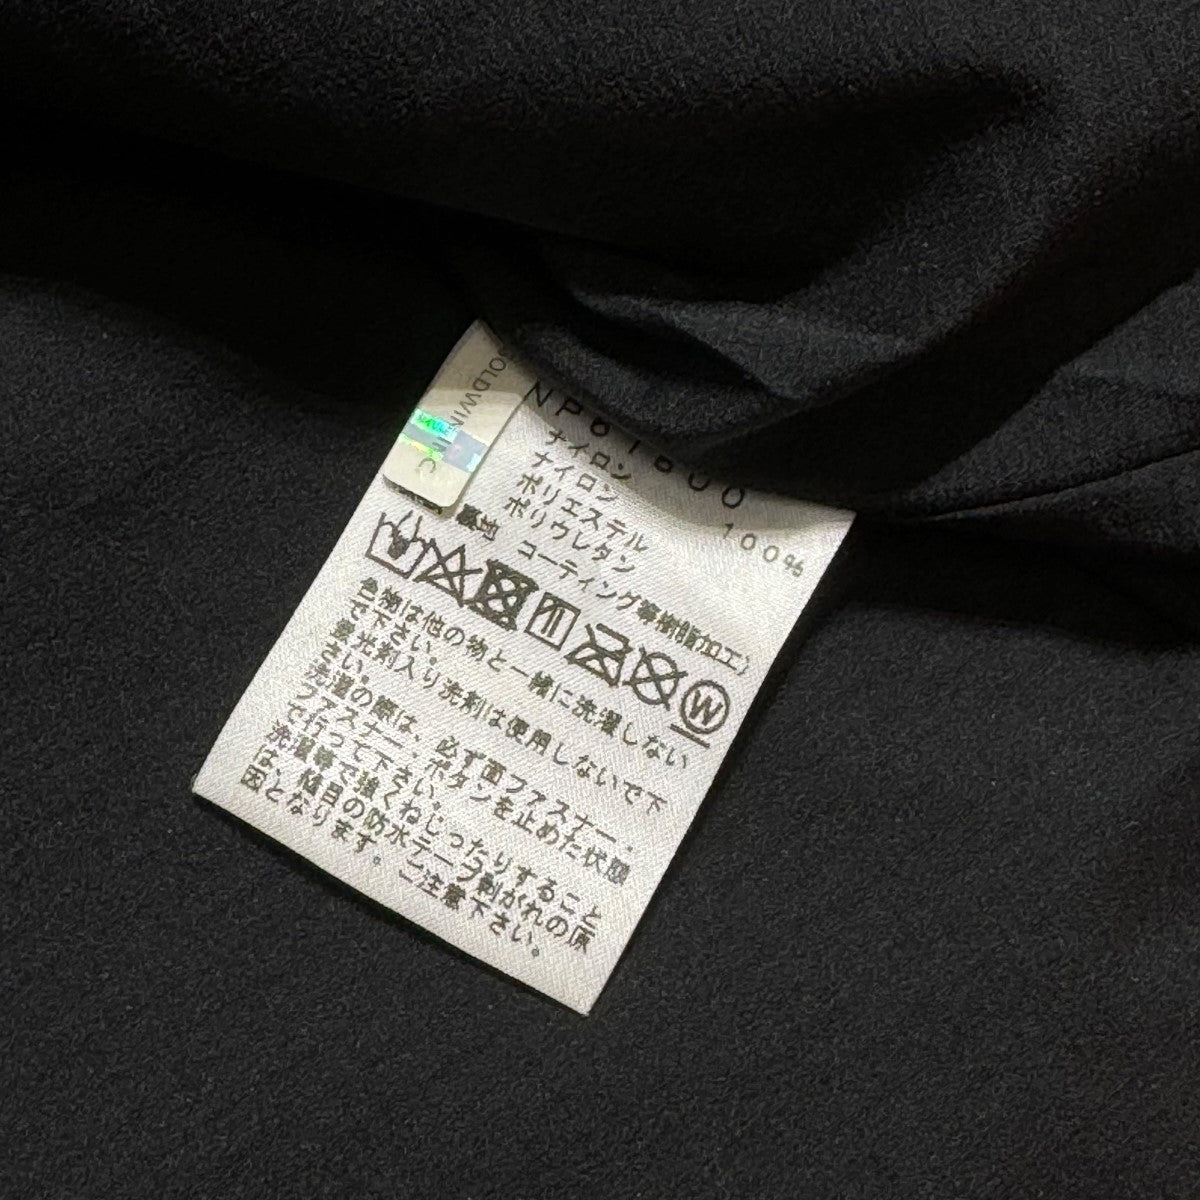 GOLDWIN INC
NP61800
ナイロン 100%
ナイロン
ポリエステル
ポリウレタン
コーティング等樹脂加工)
W
色物は他の物と一緒に洗濯しない
で下さい。
蛍光剤入り洗剤は使用しないで下
さい。
洗濯の際は、必ず面ファスナー、
ファスナー、ボタンを止めた状態
で行って下さい。
洗濯等で強くねじったりすること
は、縫目の防水テープ剥がれの原
因となります。ご注意下さい。